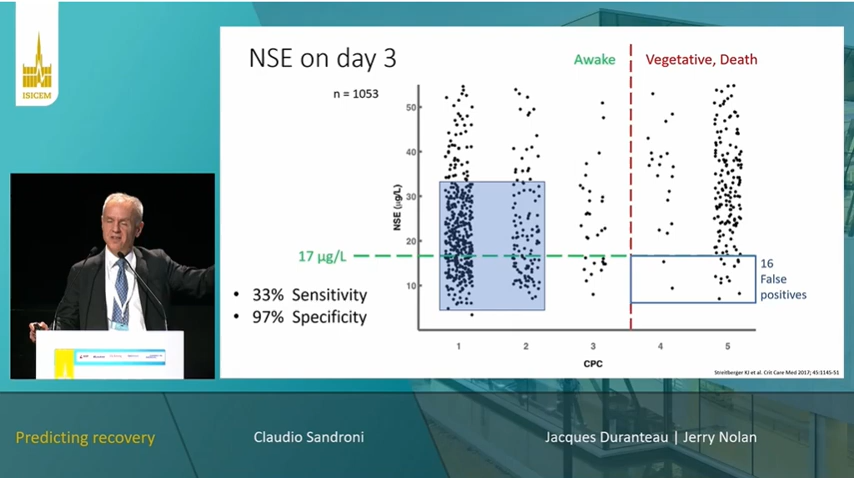 ISICEM
NSE on day 3
n = 1053
Awake
Vegetative, Death
NSE (µg/L)
50
40
30
20
10
17 µg/L
• 33% Sensitivity
• 97% Specificity
16
False
positives
1
2
3
4
5
CPC
Streitberger KJ et al. Crit Care Med 2017; 45:1145-51
Predicting recovery
Claudio Sandroni
Jacques Duranteau | Jerry Nolan